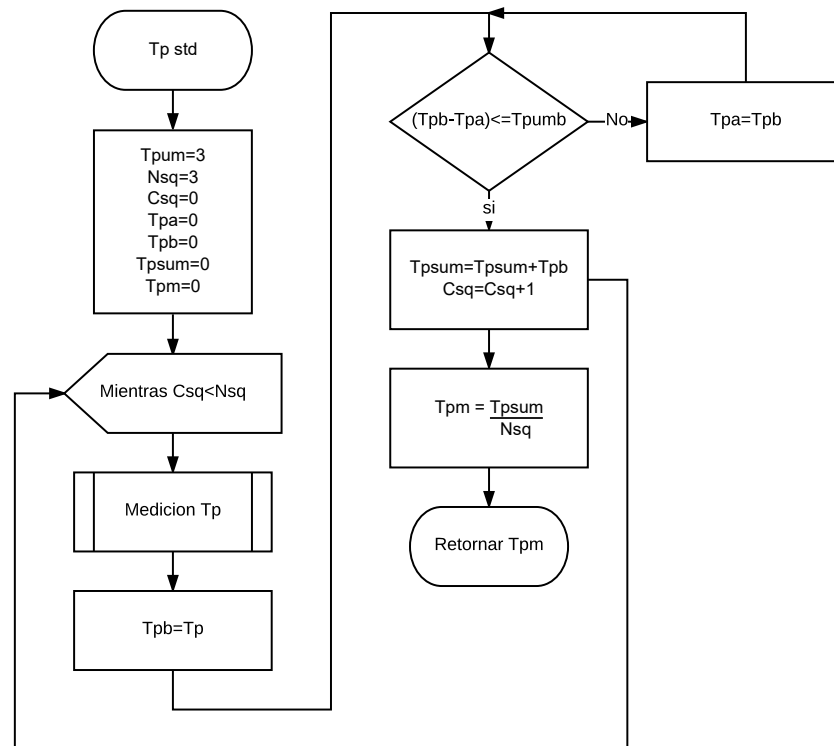 Tp std
Tpum=3
Nsq=3
Csq=0
Tpa=0
Tpb=0
Tpsum=0
Tpm=0
Mientras Csq<Nsq
Medicion Tp
Tpb=Tp
(Tpb-Tpa)<=Tpumb
No
Tpa=Tpb
si
Tpsum=Tpsum+Tpb
Csq=Csq+1
Tpm = Tpsum
Nsq
Retornar Tpm